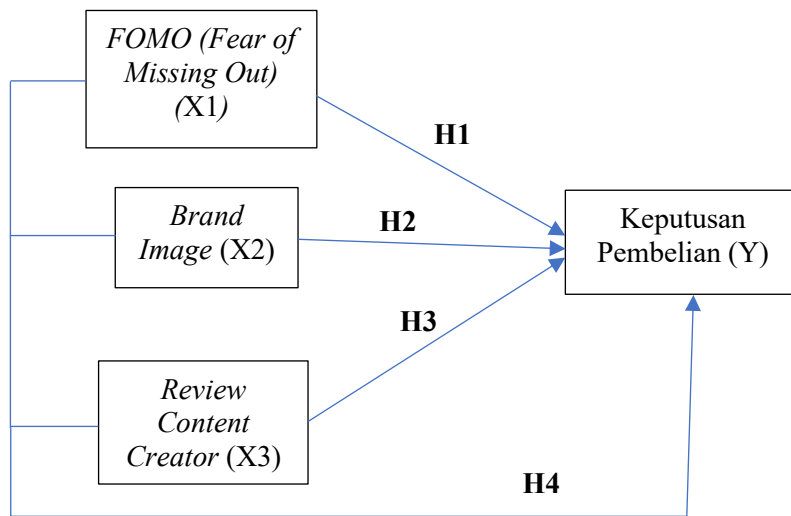 FOMO (Fear of
Missing Out)
(X1)
H1
Brand
Image (X2)
H2
Keputusan
Pembelian (Y)
H3
Review
Content
Creator (X3)
H4